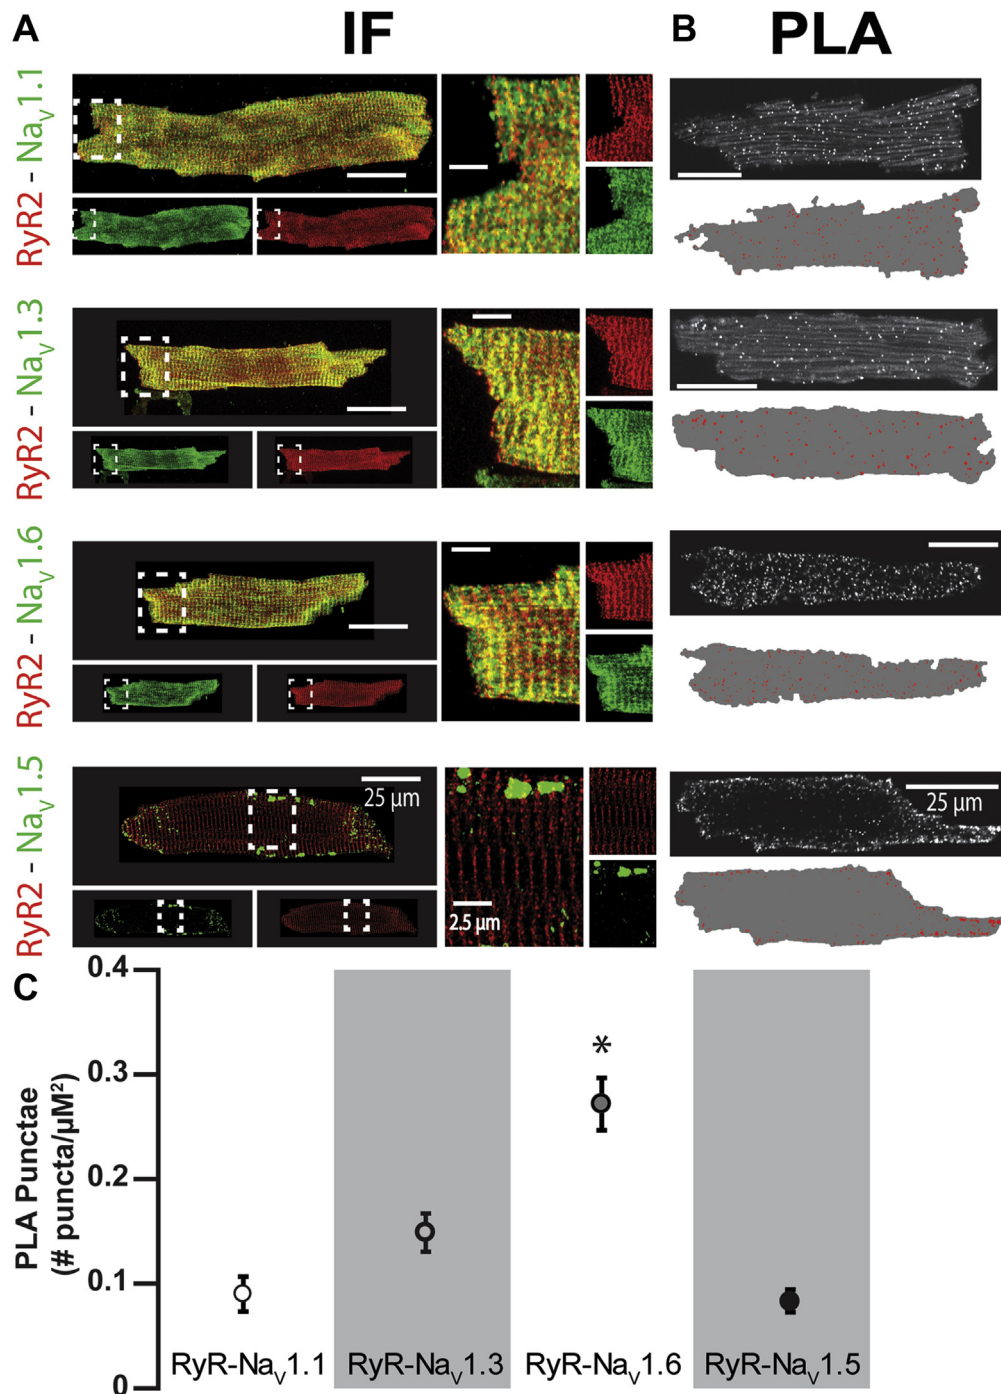 A
IF
B
PLA
RyR2 - NaV1.1
RyR2 - NaV1.3
RyR2 - NaV1.6
RyR2 - NaV1.5
25 μm
2.5 μm
25 μm
C
PLA Punctae
(# puncta/μM²)
0.4
0.3
0.2
0.1
0
*
RyR-NaV1.1
RyR-NaV1.3
RyR-NaV1.6
RyR-NaV1.5